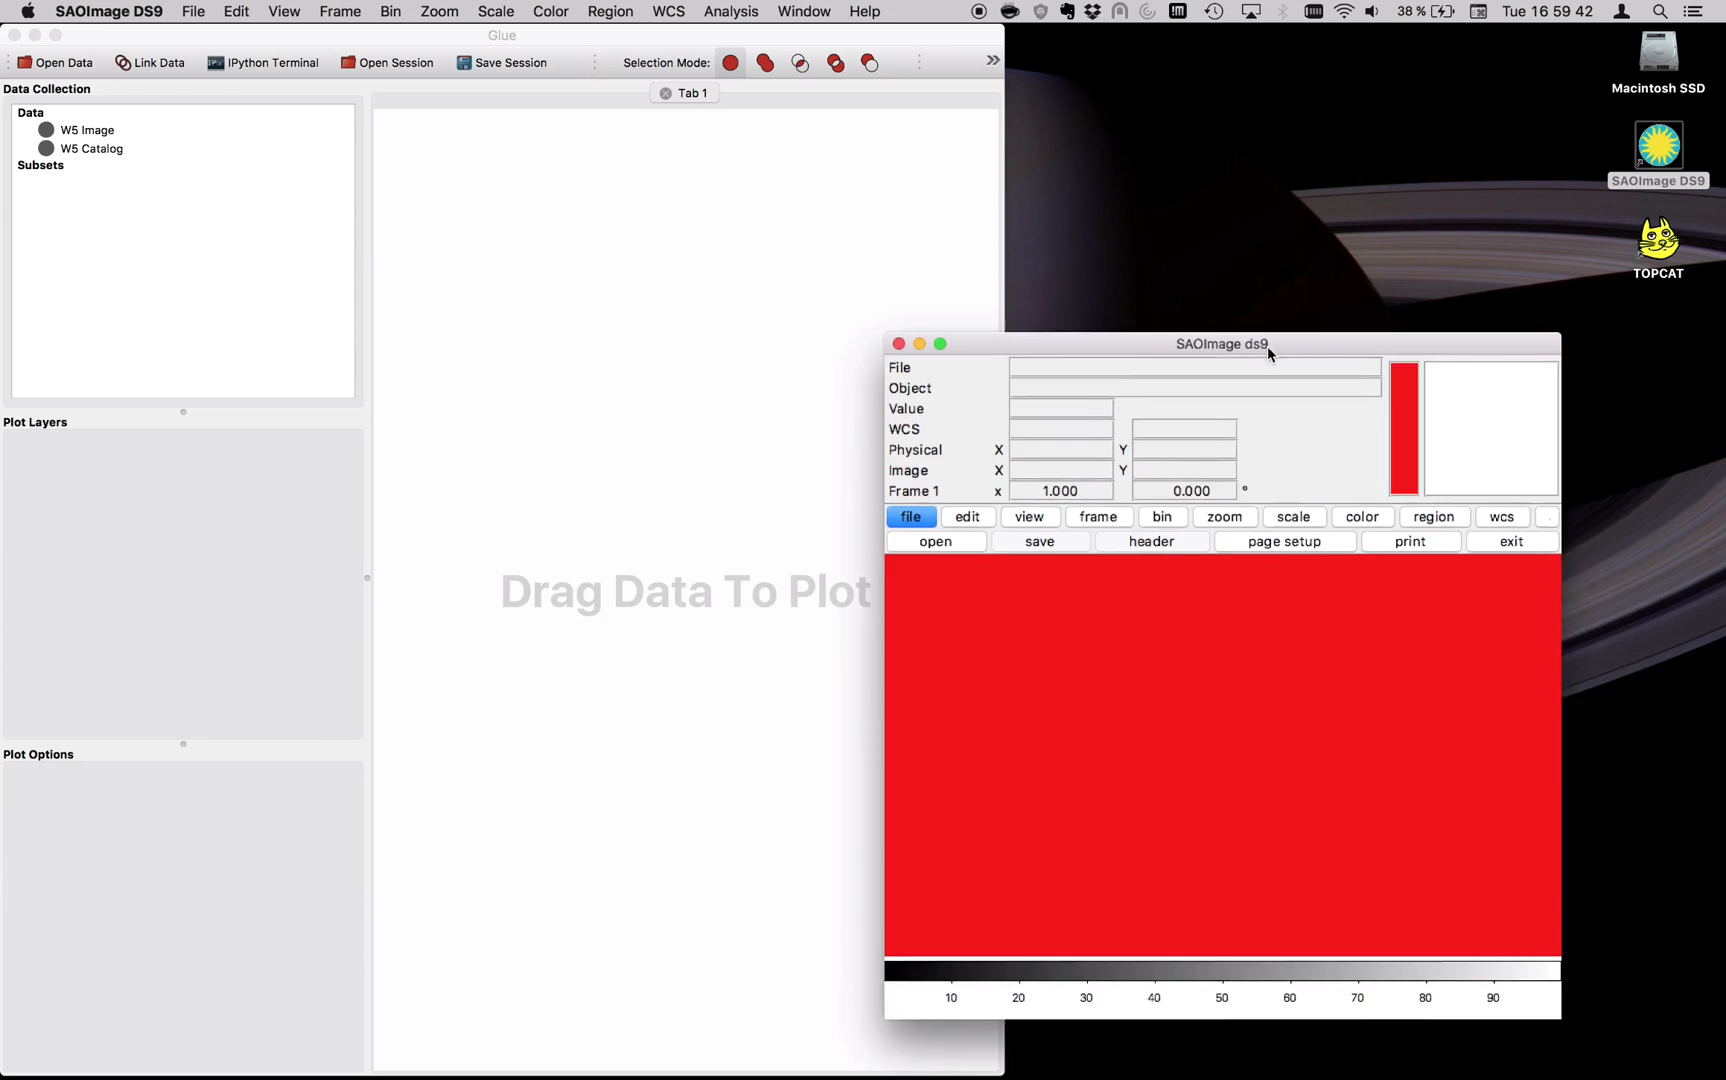 SAOImage DS9 File Edit View Frame Bin Zoom Scale Color Region WCS Analysis Window Help 38 % Tue 16 59 42
Glue
Open Data Link Data IPython Terminal Open Session Save Session Selection Mode: »
Data Collection
Tab 1
Data
W5 Image
W5 Catalog
Subsets
Plot Layers
Plot Options
Drag Data To Plot
Macintosh SSD
SAOImage DS9
TOPCAT
SAOImage ds9
File
Object
Value
WCS
Physical X Y
Image X Y
Frame 1 x 1.000 0.000 °
file edit view frame bin zoom scale color region wcs
open save header page setup print exit
10 20 30 40 50 60 70 80 90